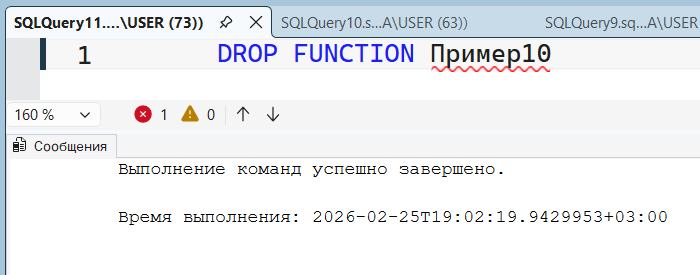 SQLQuery11....\USER (73)) SQLQuery10.s...A\USER (63)) SQLQuery9.sq...A\USER
1 DROP FUNCTION Пример10
160 % 1 0
Сообщения
Выполнение команд успешно завершено.
Время выполнения: 2026-02-25T19:02:19.9429953+03:00